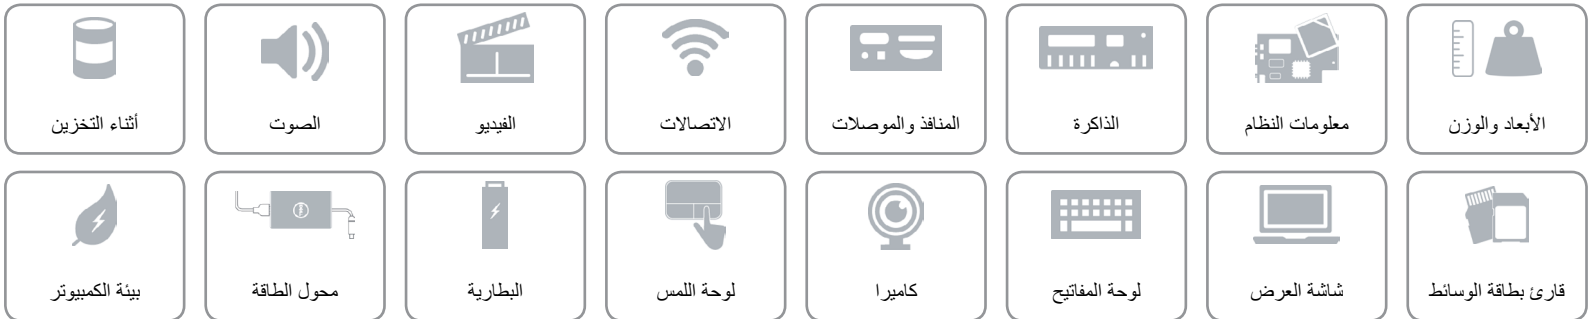 الأبعاد والوزن
معلومات النظام
الذاكرة
المنافذ والموصلات
الاتصالات
الفيديو
الصوت
أثناء التخزين
قارئ بطاقة الوسائط
شاشة العرض
لوحة المفاتيح
كاميرا
لوحة اللمس
البطارية
محول الطاقة
بيئة الكمبيوتر